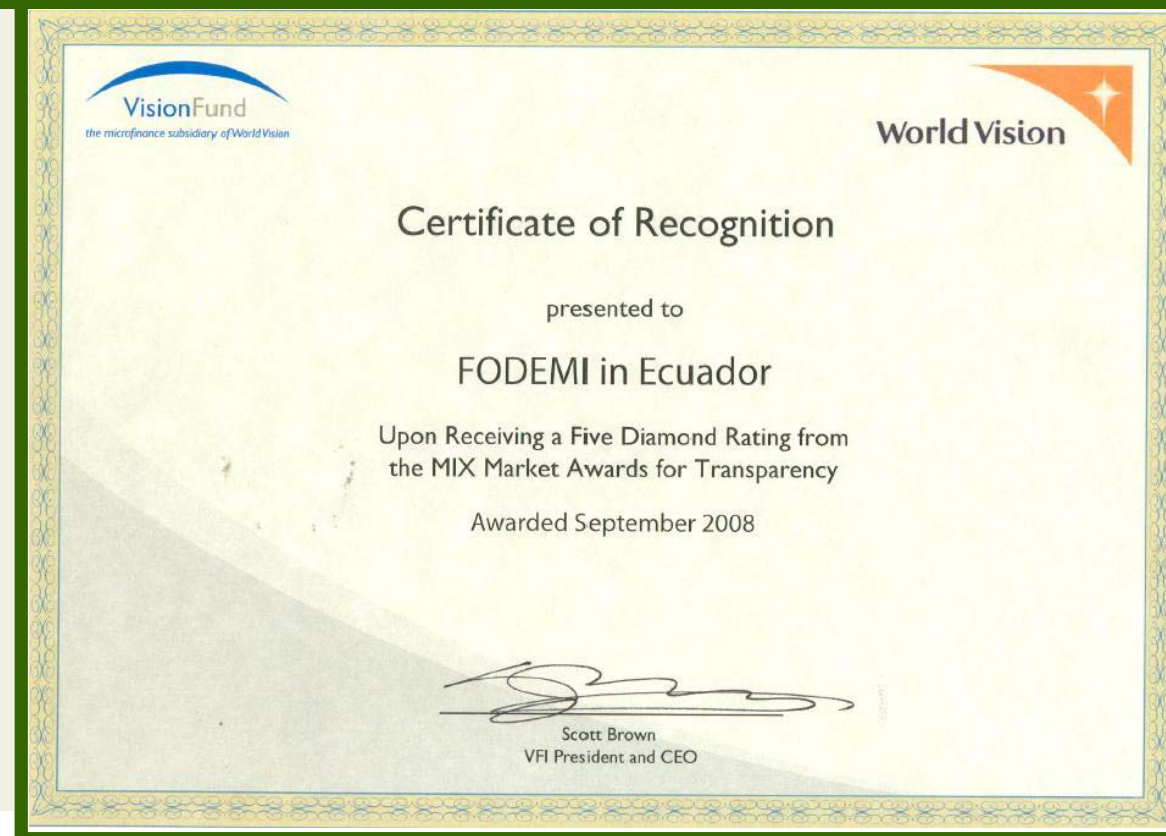 VisionFund
the microfinance subsidiary of World Vision
World Vision
Certificate of Recognition
presented to
FODEMI in Ecuador
Upon Receiving a Five Diamond Rating from
the MIX Market Awards for Transparency
Awarded September 2008
Scott Brown
VFI President and CEO